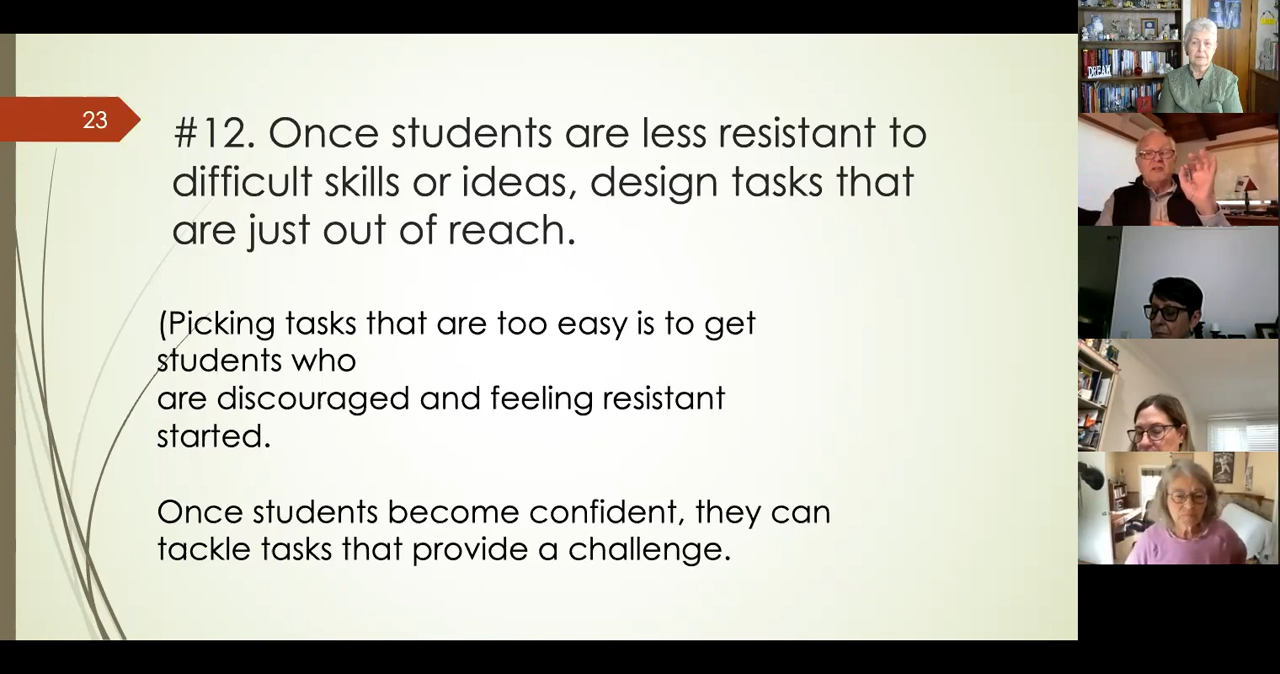 23
#12. Once students are less resistant to
difficult skills or ideas, design tasks that
are just out of reach.
(Picking tasks that are too easy is to get
students who
are discouraged and feeling resistant
started.
Once students become confident, they can
tackle tasks that provide a challenge.
DREAM